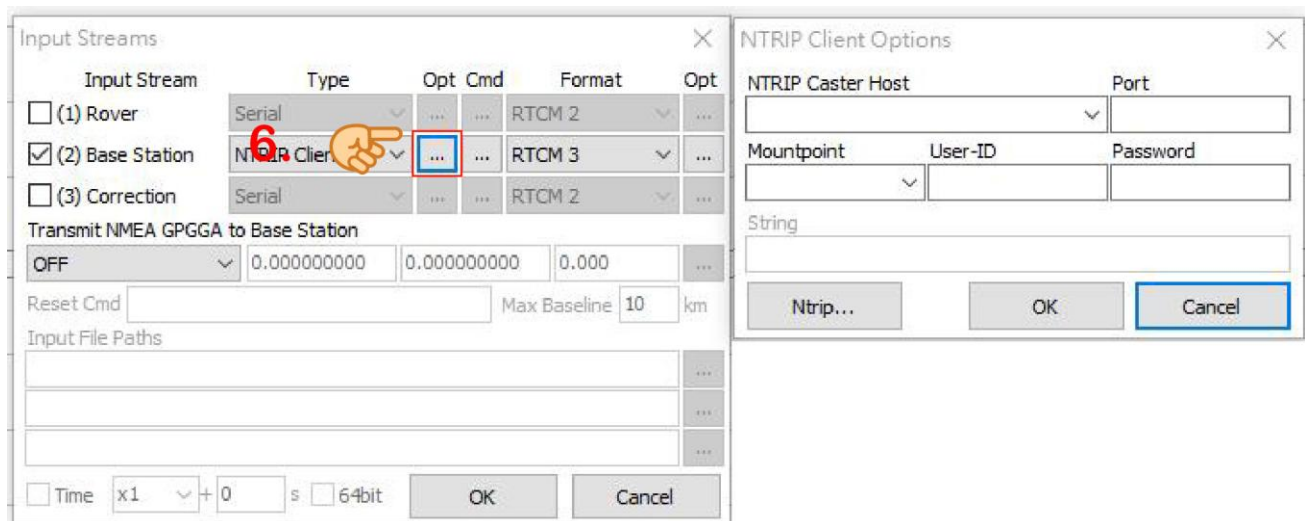 Input Streams
Input Stream Type Opt Cmd Format Opt
(1) Rover Serial ... ... RTCM 2 ...
6.
(2) Base Station NTRIP Clien ... ... RTCM 3 ...
(3) Correction Serial ... ... RTCM 2 ...
Transmit NMEA GPGGA to Base Station
OFF 0.000000000 0.000000000 0.000 ...
Reset Cmd Max Baseline 10 km
Input File Paths
...
...
...
Time x1 + 0 s 64bit OK Cancel
NTRIP Client Options
NTRIP Caster Host Port
Mountpoint User-ID Password
String
Ntrip... OK Cancel